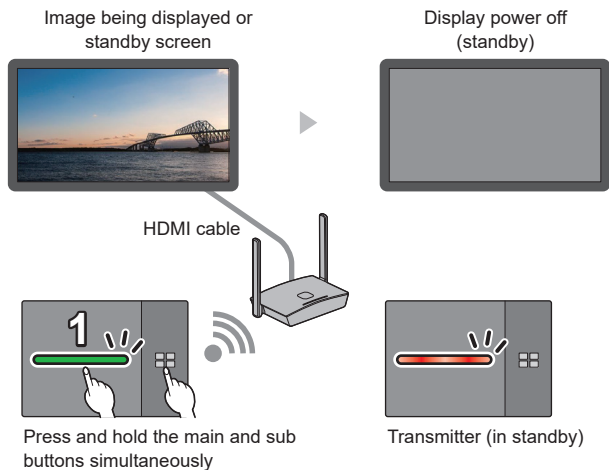 Image being displayed or
standby screen
Display power off
(standby)
HDMI cable
1
Press and hold the main and sub
buttons simultaneously
Transmitter (in standby)